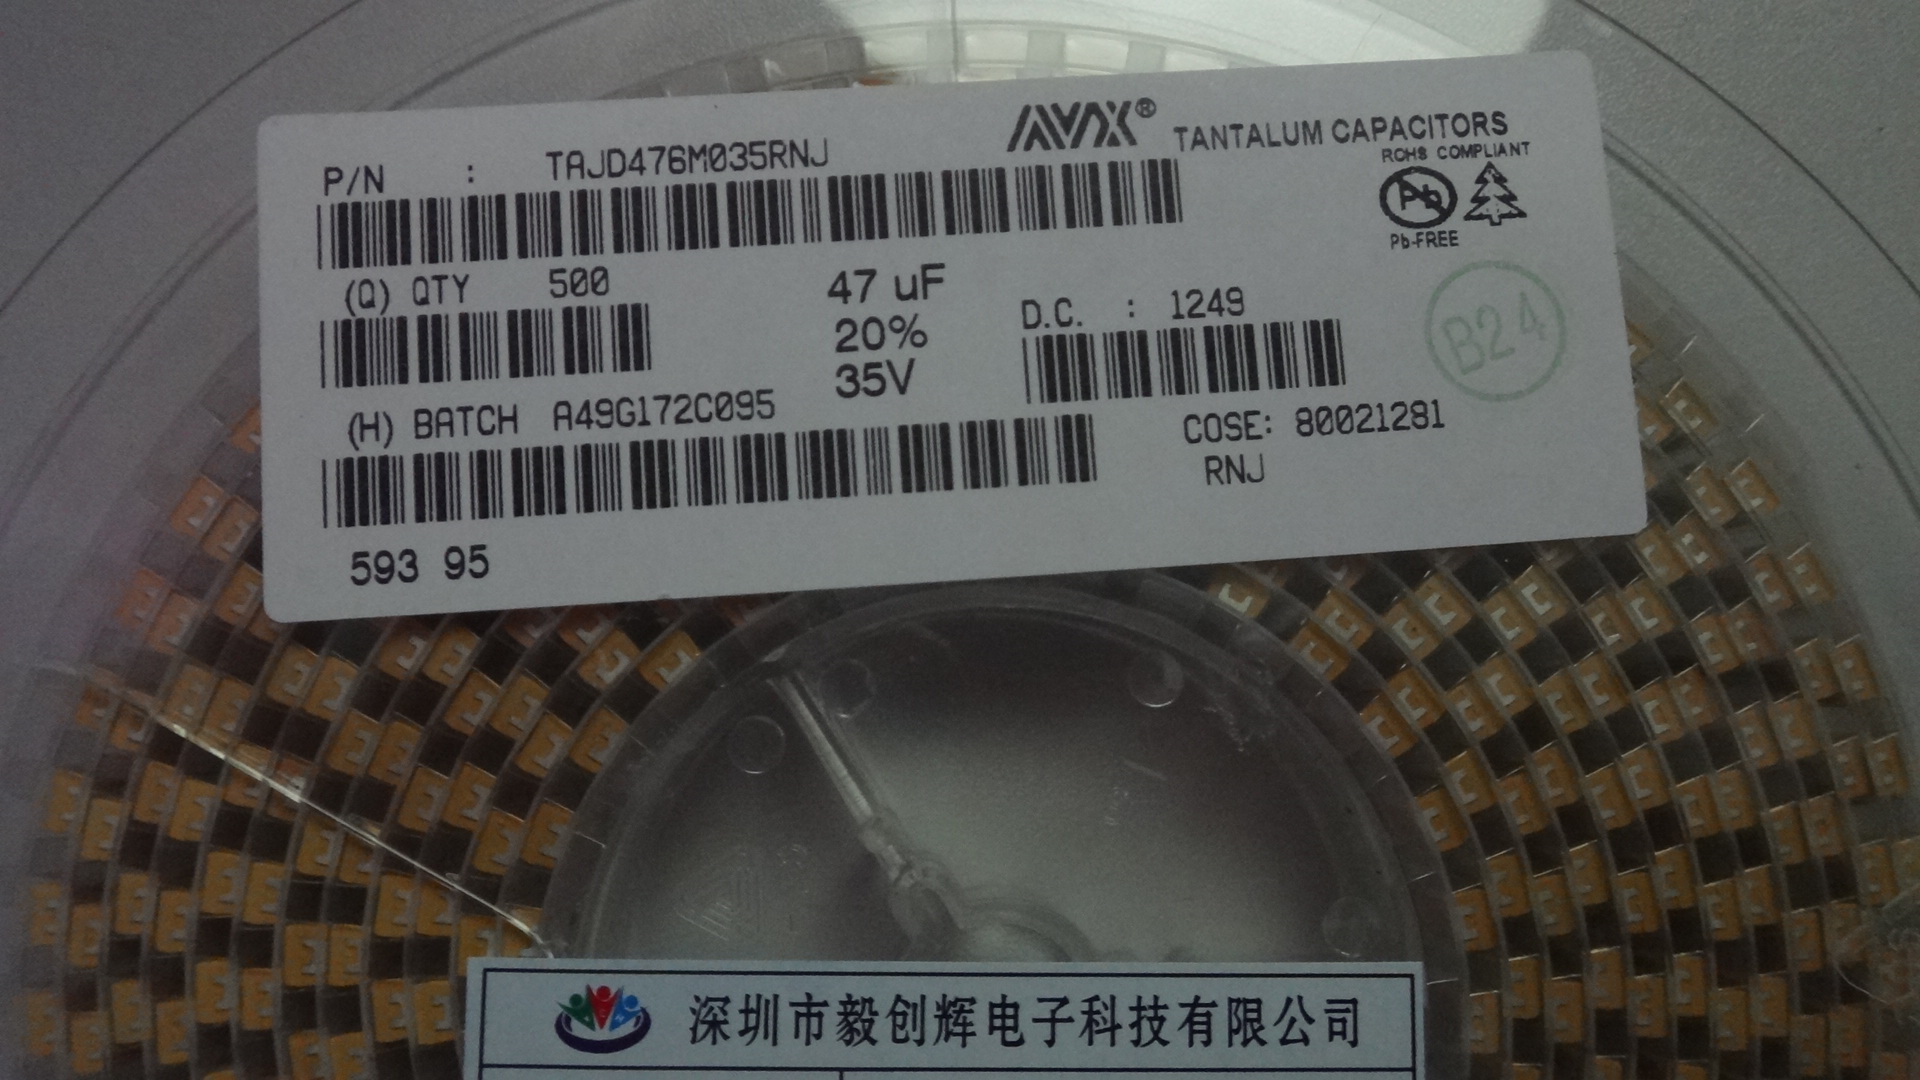 AVX® TANTALUM CAPACITORS
P/N : TAJD476M035RNJ
ROHS COMPLIANT
Pb
Pb-FREE
(Q) QTY 500
47 uF
20%
35V
D.C. : 1249
B24
(H) BATCH A49G172C095
COSE: 80021281
RNJ
593 95
深圳市毅创辉电子科技有限公司